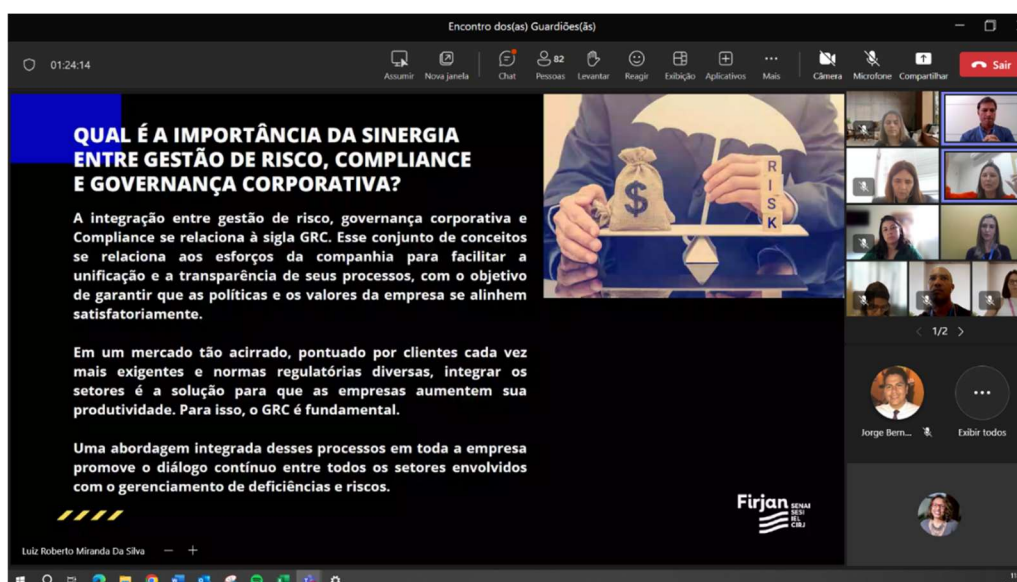 Encontro dos(as) Guardiões(ãs)
01:24:14
Assumir
Nova janela
Chat
82
Pessoas
Levantar
Reagir
Exibição
Aplicativos
Mais
Câmera
Microfone
Compartilhar
Sair
QUAL É A IMPORTÂNCIA DA SINERGIA
ENTRE GESTÃO DE RISCO, COMPLIANCE
E GOVERNANÇA CORPORATIVA?
A integração entre gestão de risco, governança corporativa e
Compliance se relaciona à sigla GRC. Esse conjunto de conceitos
se relaciona aos esforços da companhia para facilitar a
unificação e a transparência de seus processos, com o objetivo
de garantir que as políticas e os valores da empresa se alinhem
satisfatoriamente.
Em um mercado tão acirrado, pontuado por clientes cada vez
mais exigentes e normas regulatórias diversas, integrar os
setores é a solução para que as empresas aumentem sua
produtividade. Para isso, o GRC é fundamental.
Uma abordagem integrada desses processos em toda a empresa
promove o diálogo contínuo entre todos os setores envolvidos
com o gerenciamento de deficiências e riscos.
$
R
I
S
K
Firjan
SENAI
SESI
IEL
CIRJ
1/2
Jorge Bern...
Exibir todos
Luiz Roberto Miranda Da Silva